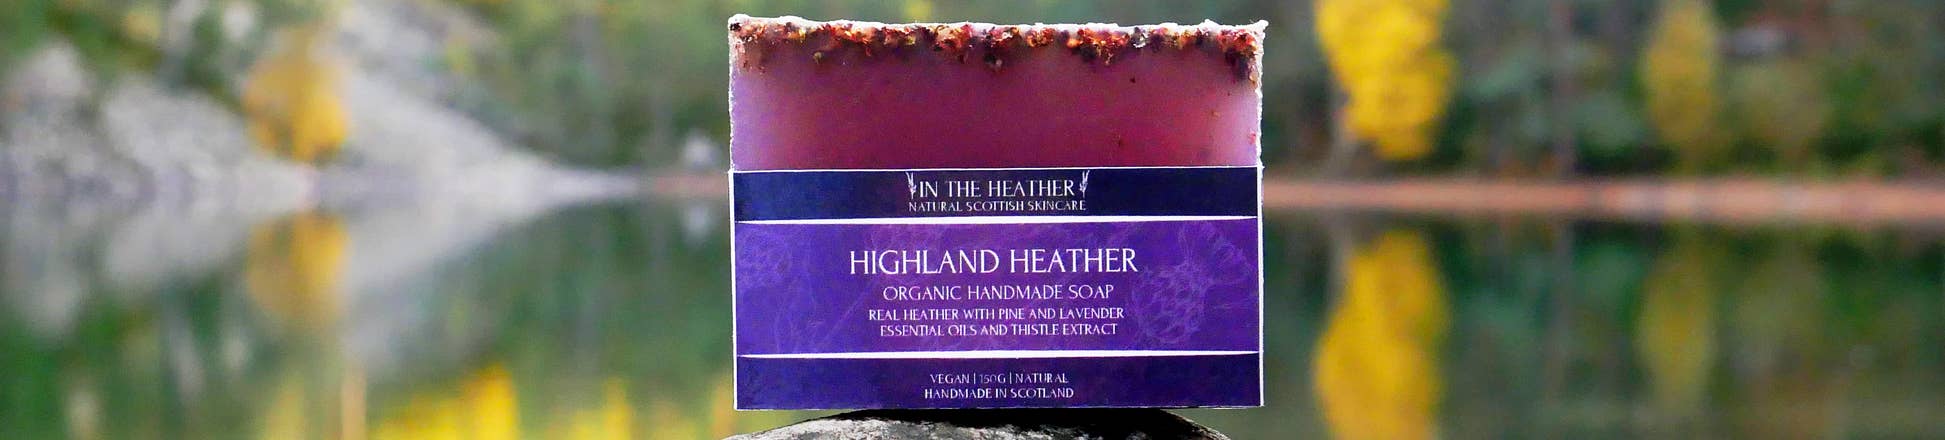 IN THE HEATHER
NATURAL SCOTTISH SKINCARE
HIGHLAND HEATHER
ORGANIC HANDMADE SOAP
REAL HEATHER WITH PINE AND LAVENDER
ESSENTIAL OILS AND THISTLE EXTRACT
VEGAN | 150G | NATURAL
HANDMADE IN SCOTLAND